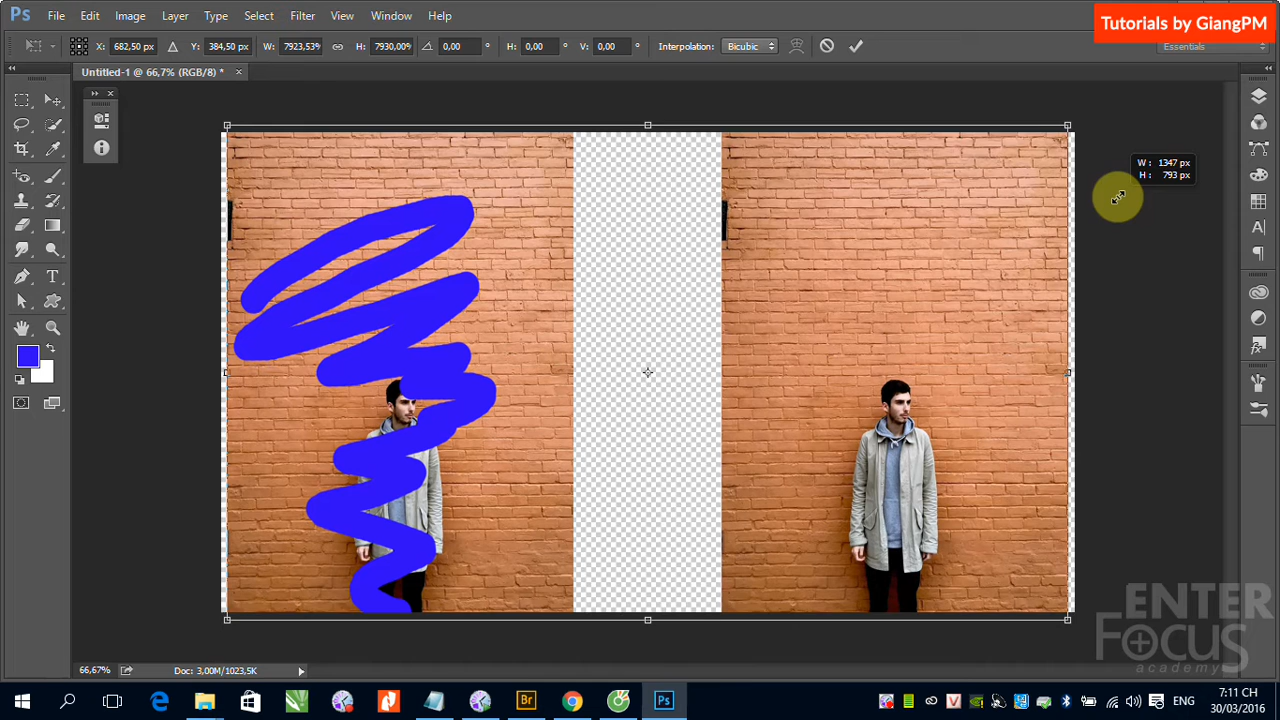 Ps File Edit Image Layer Type Select Filter View Window Help
Tutorials by GiangPM
X: 682,50 px Y: 384,50 px W: 7923,53% H: 7930,00% 0,00 ° H: 0,00 ° V: 0,00 ° Interpolation: Bicubic
Essentials
Untitled-1 @ 66,7% (RGB/8) * ×
W : 1347 px
H : 793 px
ENTER
FOCUS
academy
66,67% Doc: 3,00M/1023,5K
Br Ps ENG 7:11 CH
30/03/2016